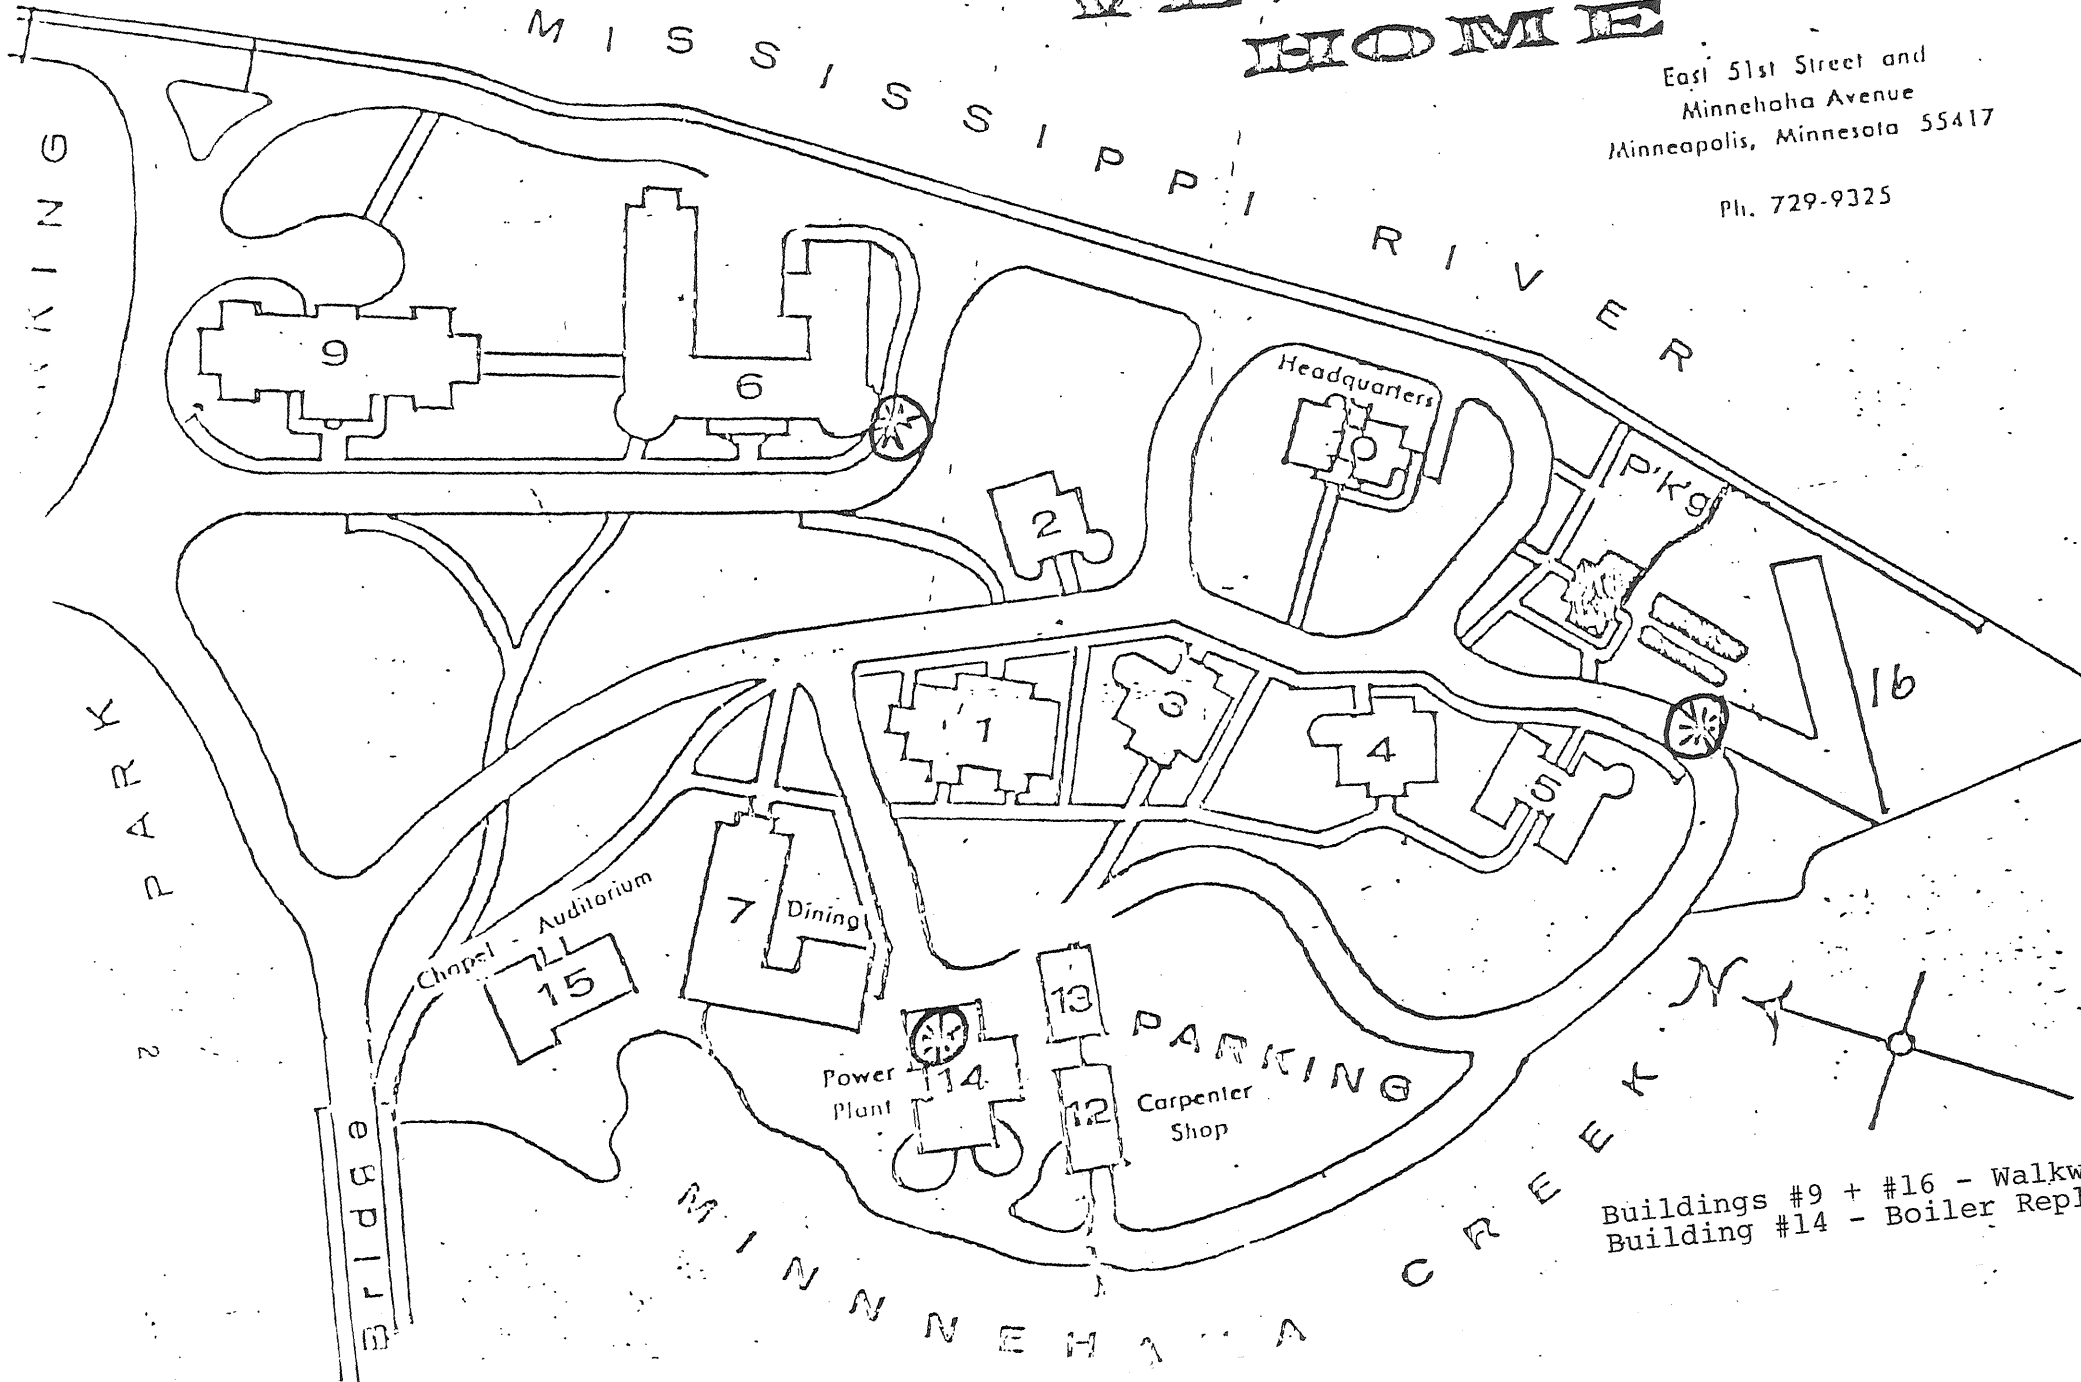 HOME
East 51st Street and
Minnehaha Avenue
Minneapolis, Minnesota 55417
Ph. 729-9325
MISSISSIPPI RIVER
KING
9
6
Headquarters
P'K'g
2
16
1
3
4
5
PARK
7
Dining
Chapel - Auditorium
15
13
PARKING
N
Power
Plant
14
12
Carpenter
Shop
Bridge
MINNEHA A CREEK
Buildings #9 + #16 - Walkw
Building #14 - Boiler Repl